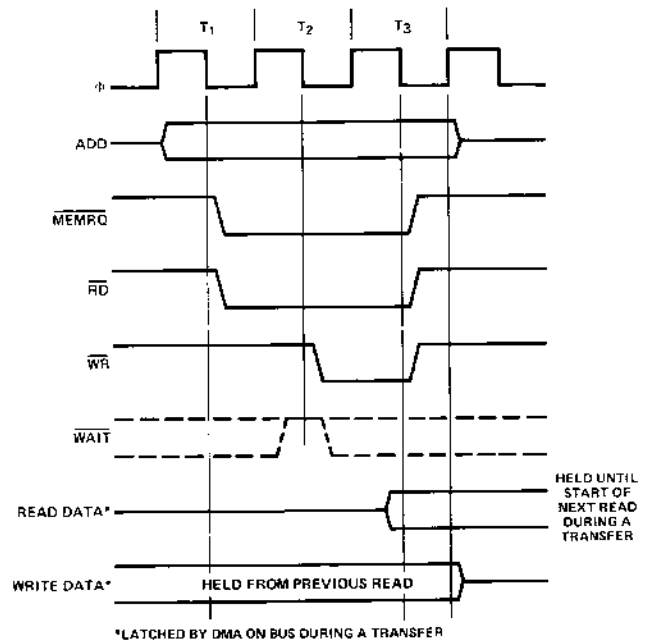 T1 T2 T3
Φ
ADD
MEMRQ
RD
WR
WAIT
READ DATA*
HELD UNTIL
START OF
NEXT READ
DURING A
TRANSFER
WRITE DATA*
HELD FROM PREVIOUS READ
*LATCHED BY DMA ON BUS DURING A TRANSFER